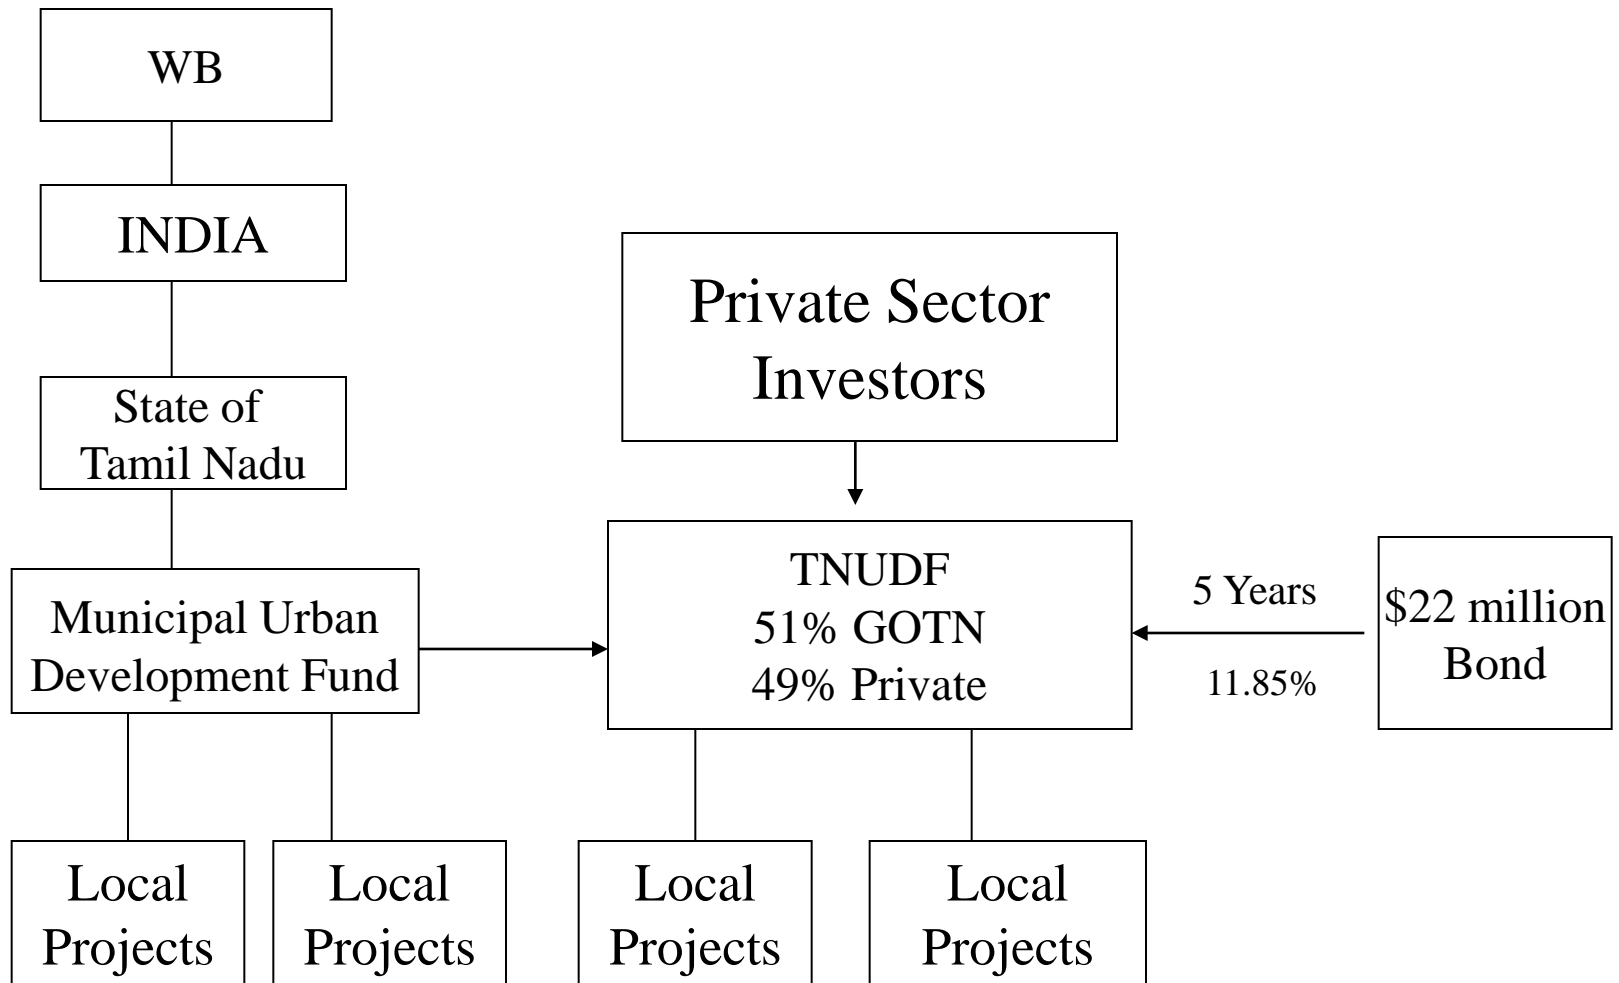 WB
INDIA
State of
Tamil Nadu
Municipal Urban
Development Fund
Private Sector
Investors
TNUDF
51% GOTN
49% Private
5 Years
11.85%
$22 million
Bond
Local
Projects
Local
Projects
Local
Projects
Local
Projects